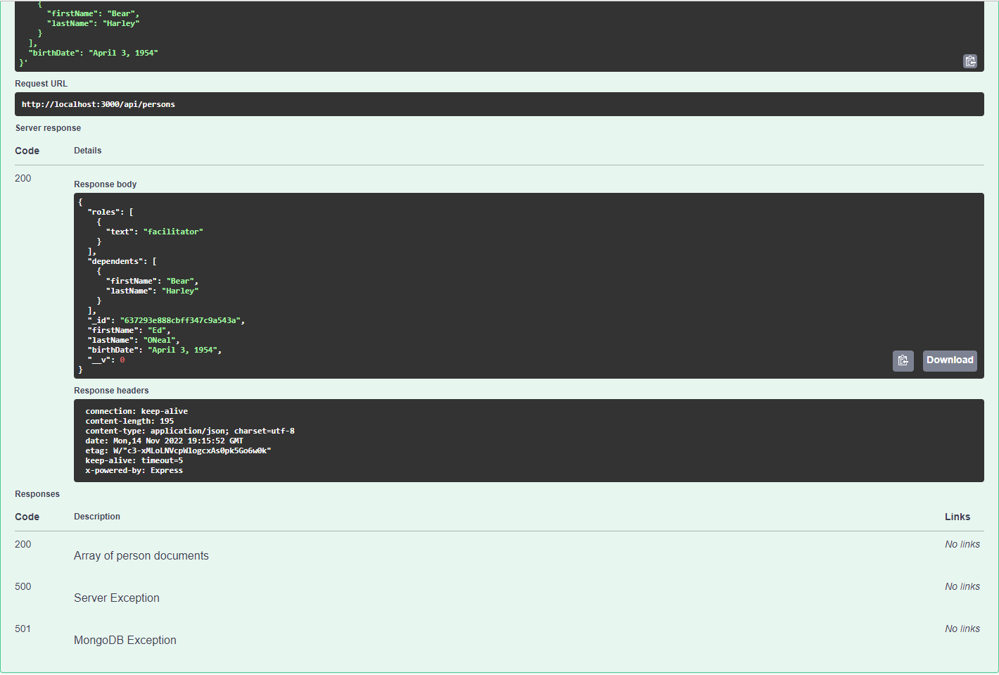 {
"firstName": "Bear",
"lastName": "Harley"
}
],
"birthDate": "April 3, 1954"
}'
Request URL
http://localhost:3000/api/persons
Server response
Code Details
200
Response body
{
"roles": [
{
"text": "facilitator"
}
],
"dependents": [
{
"firstName": "Bear",
"lastName": "Harley"
}
],
"_id": "637293e888cbff347c9a543a",
"firstName": "Ed",
"lastName": "ONeal",
"birthDate": "April 3, 1954",
"__v": 0
}
Download
Response headers
connection: keep-alive
content-length: 195
content-type: application/json; charset=utf-8
date: Mon,14 Nov 2022 19:15:52 GMT
etag: W/"c3-xMLoLNVcpWlogcxAs0pk5Go6w0k"
keep-alive: timeout=5
x-powered-by: Express
Responses
Code Description Links
200 No links
Array of person documents
500 No links
Server Exception
501 No links
MongoDB Exception